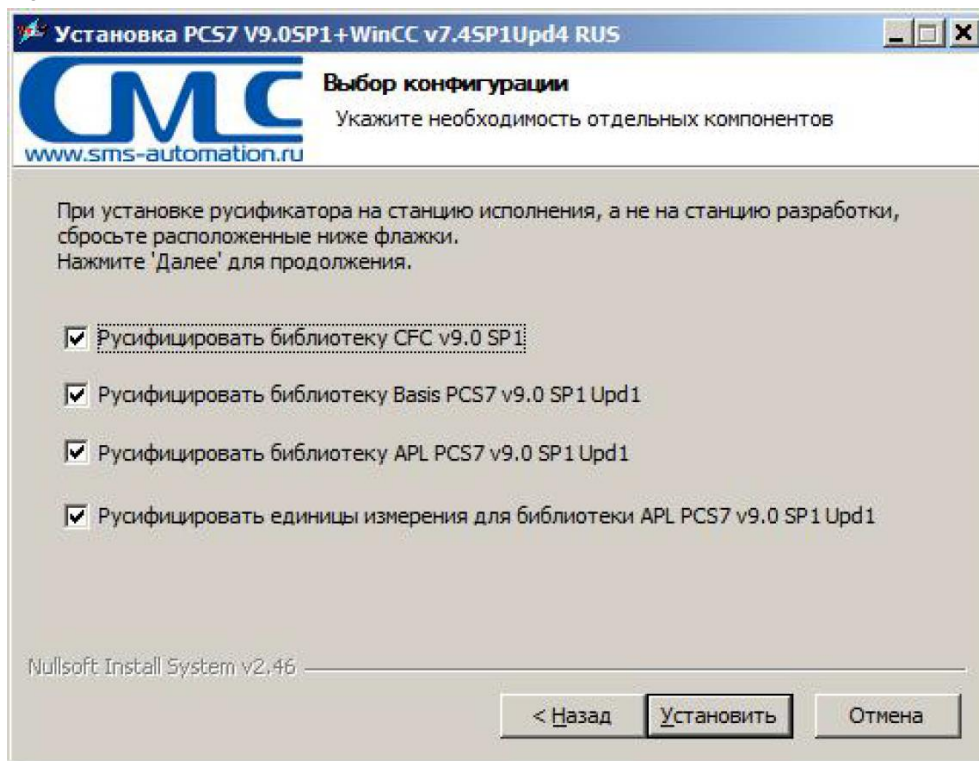 Установка PCS7 V9.0SP1+WinCC v7.4SP1Upd4 RUS
СМС
www.sms-automation.ru
Выбор конфигурации
Укажите необходимость отдельных компонентов
При установке русификатора на станцию исполнения, а не на станцию разработки,
сбросьте расположенные ниже флажки.
Нажмите 'Далее' для продолжения.
Русифицировать библиотеку CFC v9.0 SP1
Русифицировать библиотеку Basis PCS7 v9.0 SP1 Upd1
Русифицировать библиотеку APL PCS7 v9.0 SP1 Upd1
Русифицировать единицы измерения для библиотеки APL PCS7 v9.0 SP1 Upd1
Nullsoft Install System v2.46
< Назад
Установить
Отмена